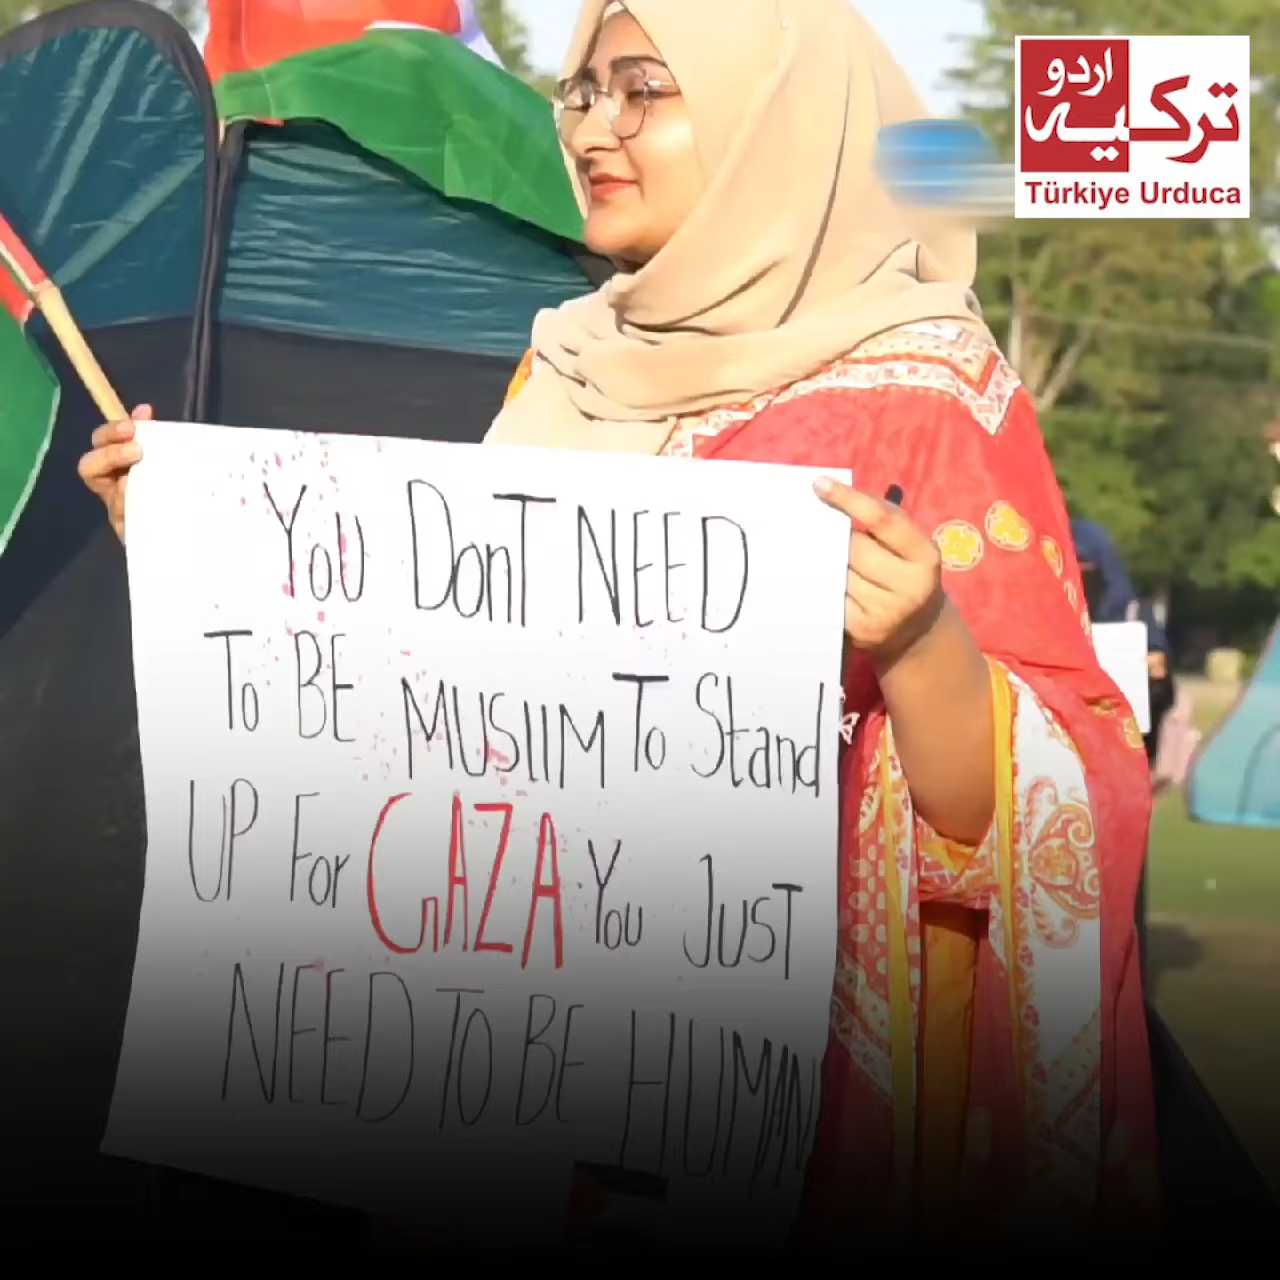 اردو
ترکیہ
Türkiye Urduca
YoU DonT NEED
To BE MUSlIM To Stand
UP For GAZA You JUST
NEED TO BE HUMAN